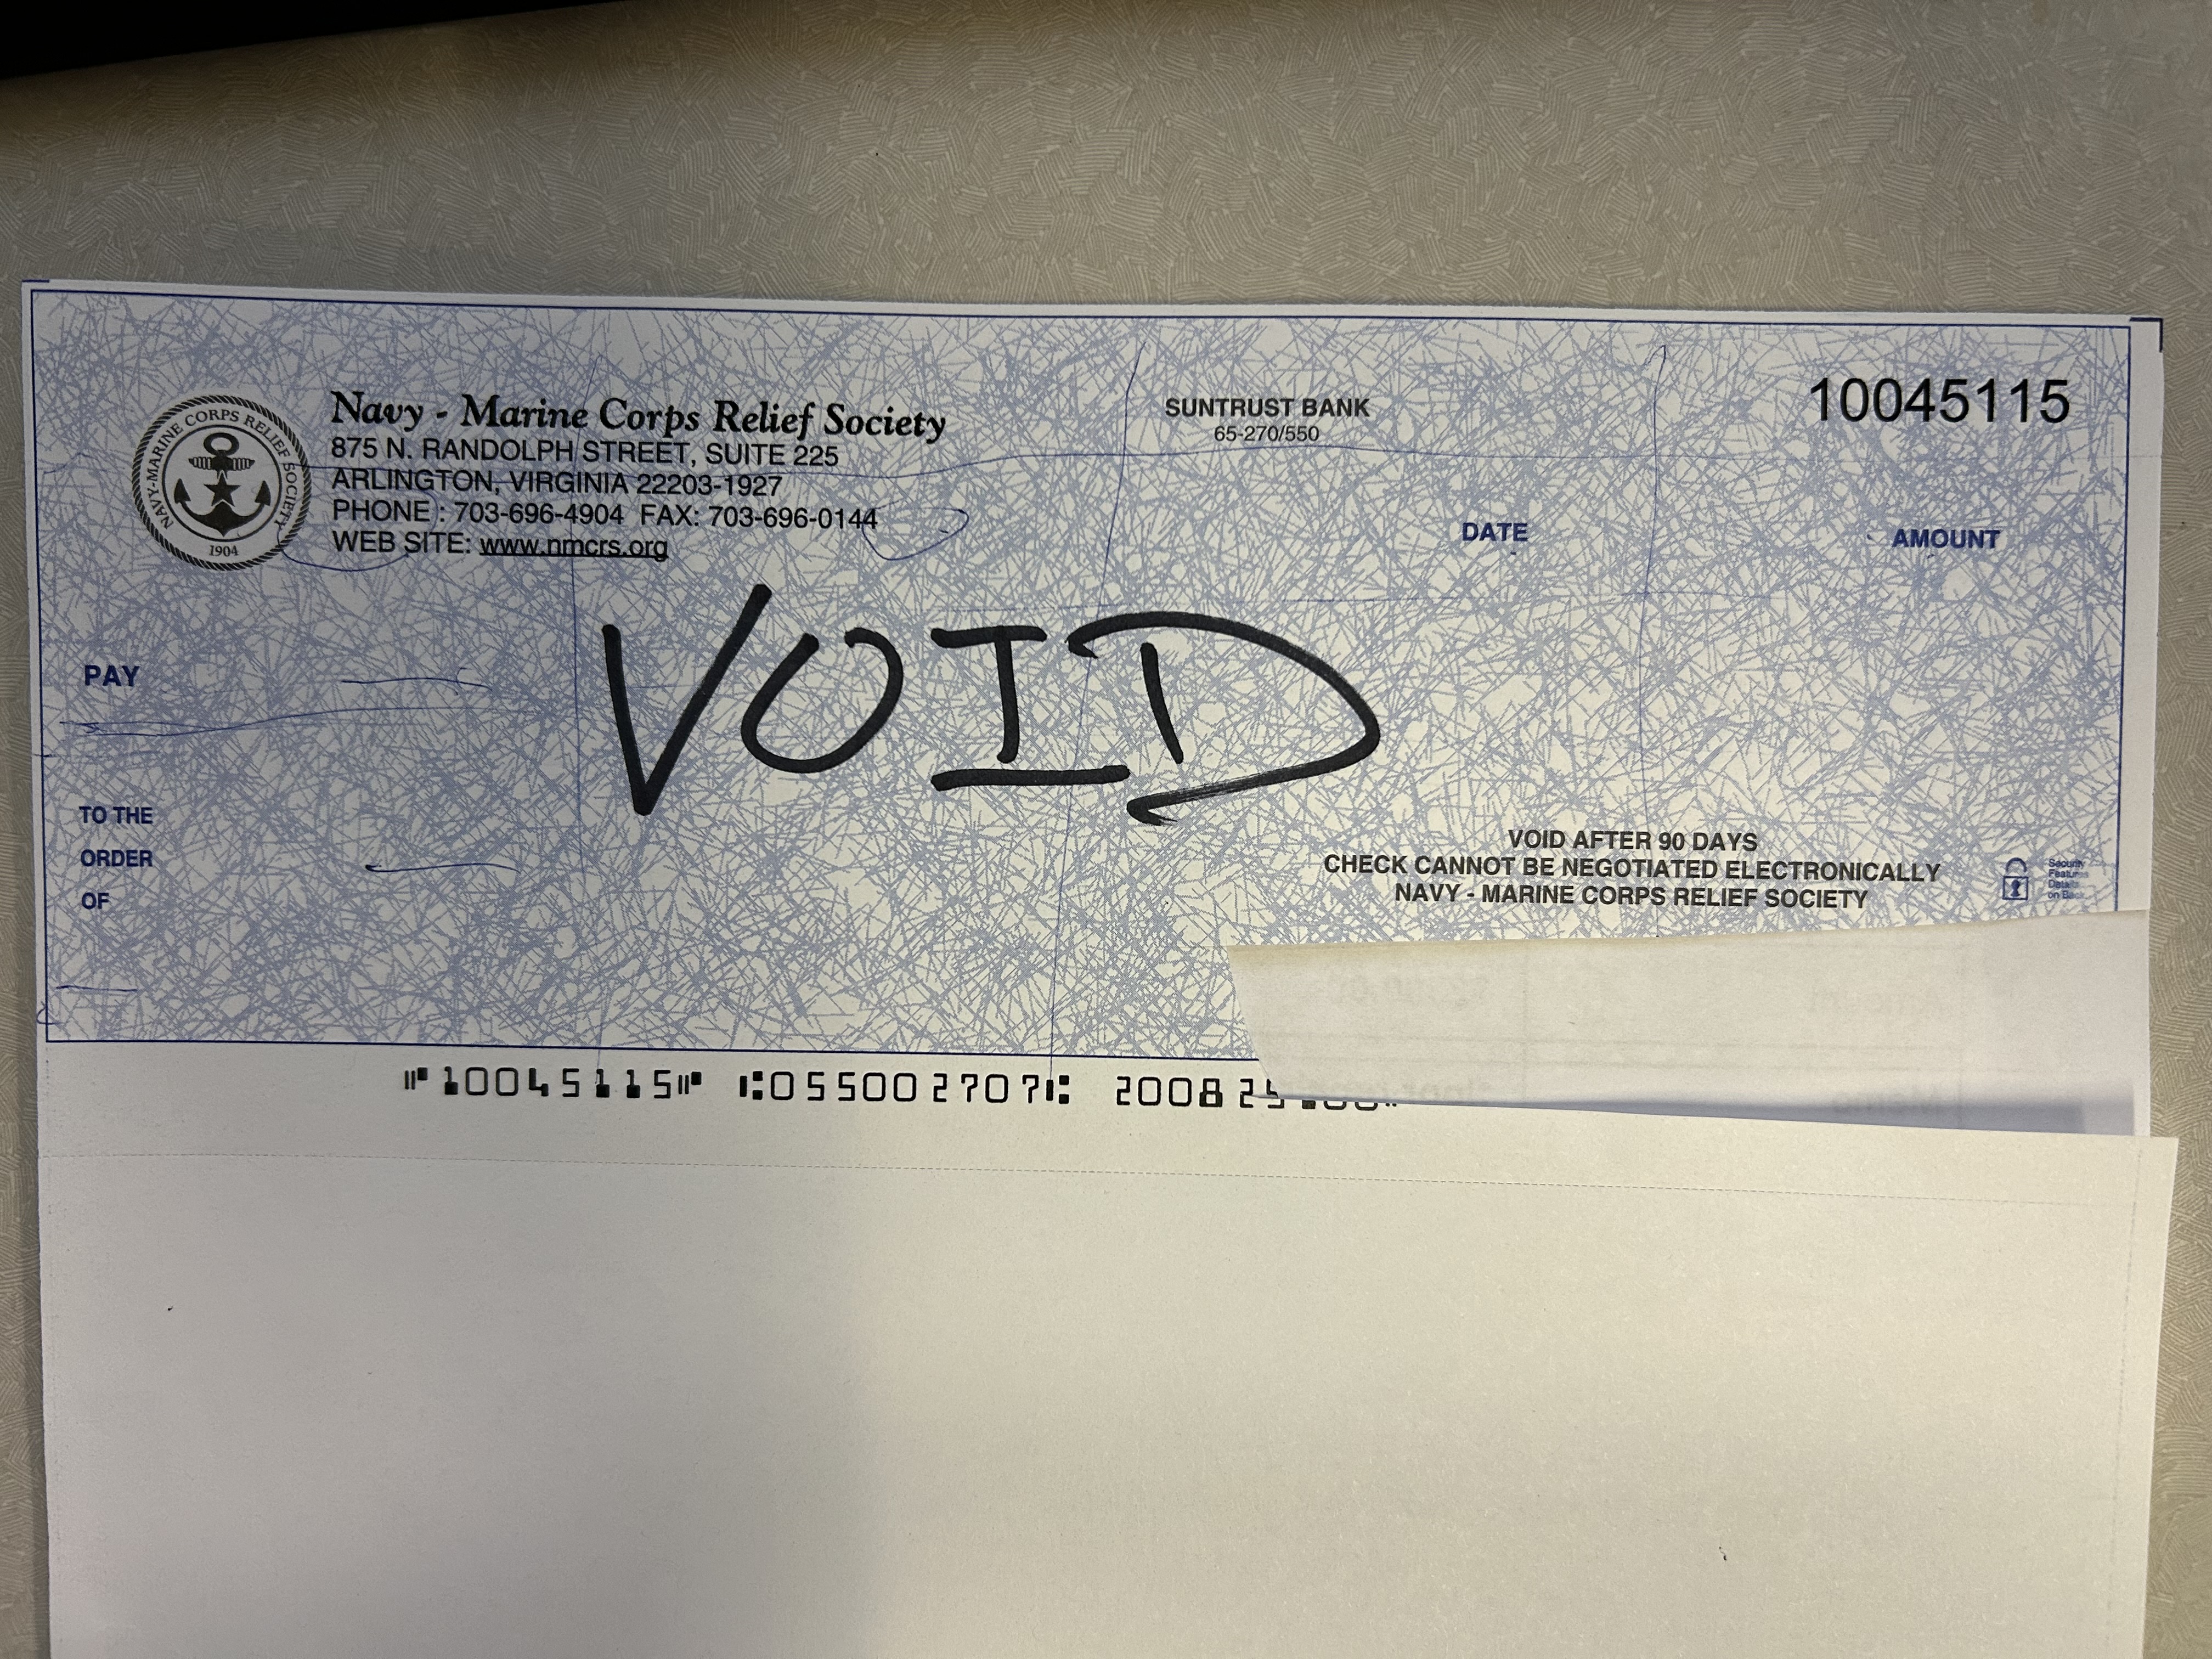 NAVY-MARINE CORPS RELIEF SOCIETY
1904
Navy - Marine Corps Relief Society
875 N. RANDOLPH STREET, SUITE 225
ARLINGTON, VIRGINIA 22203-1927
PHONE : 703-696-4904 FAX: 703-696-0144
WEB SITE: www.nmcrs.org
SUNTRUST BANK
65-270/550
10045115
DATE
AMOUNT
PAY
VOID
TO THE
ORDER
OF
VOID AFTER 90 DAYS
CHECK CANNOT BE NEGOTIATED ELECTRONICALLY
NAVY - MARINE CORPS RELIEF SOCIETY
Security
Features
Details
on Back
⑈10045115⑈ ⑆055002707⑆ 200825